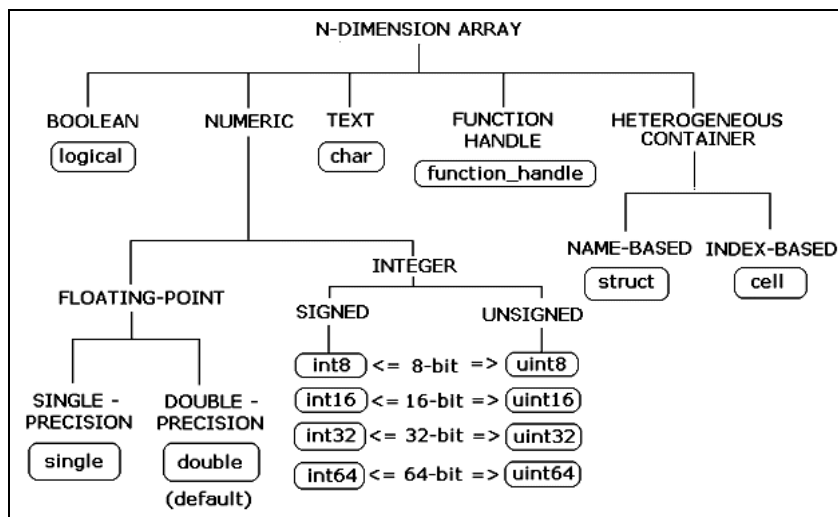 N-DIMENSION ARRAY
BOOLEAN
logical
NUMERIC
TEXT
char
FUNCTION
HANDLE
function_handle
HETEROGENEOUS
CONTAINER
NAME-BASED
struct
INDEX-BASED
cell
FLOATING-POINT
INTEGER
SINGLE -
PRECISION
single
DOUBLE -
PRECISION
double
(default)
SIGNED
UNSIGNED
int8 <= 8-bit => uint8
int16 <= 16-bit => uint16
int32 <= 32-bit => uint32
int64 <= 64-bit => uint64